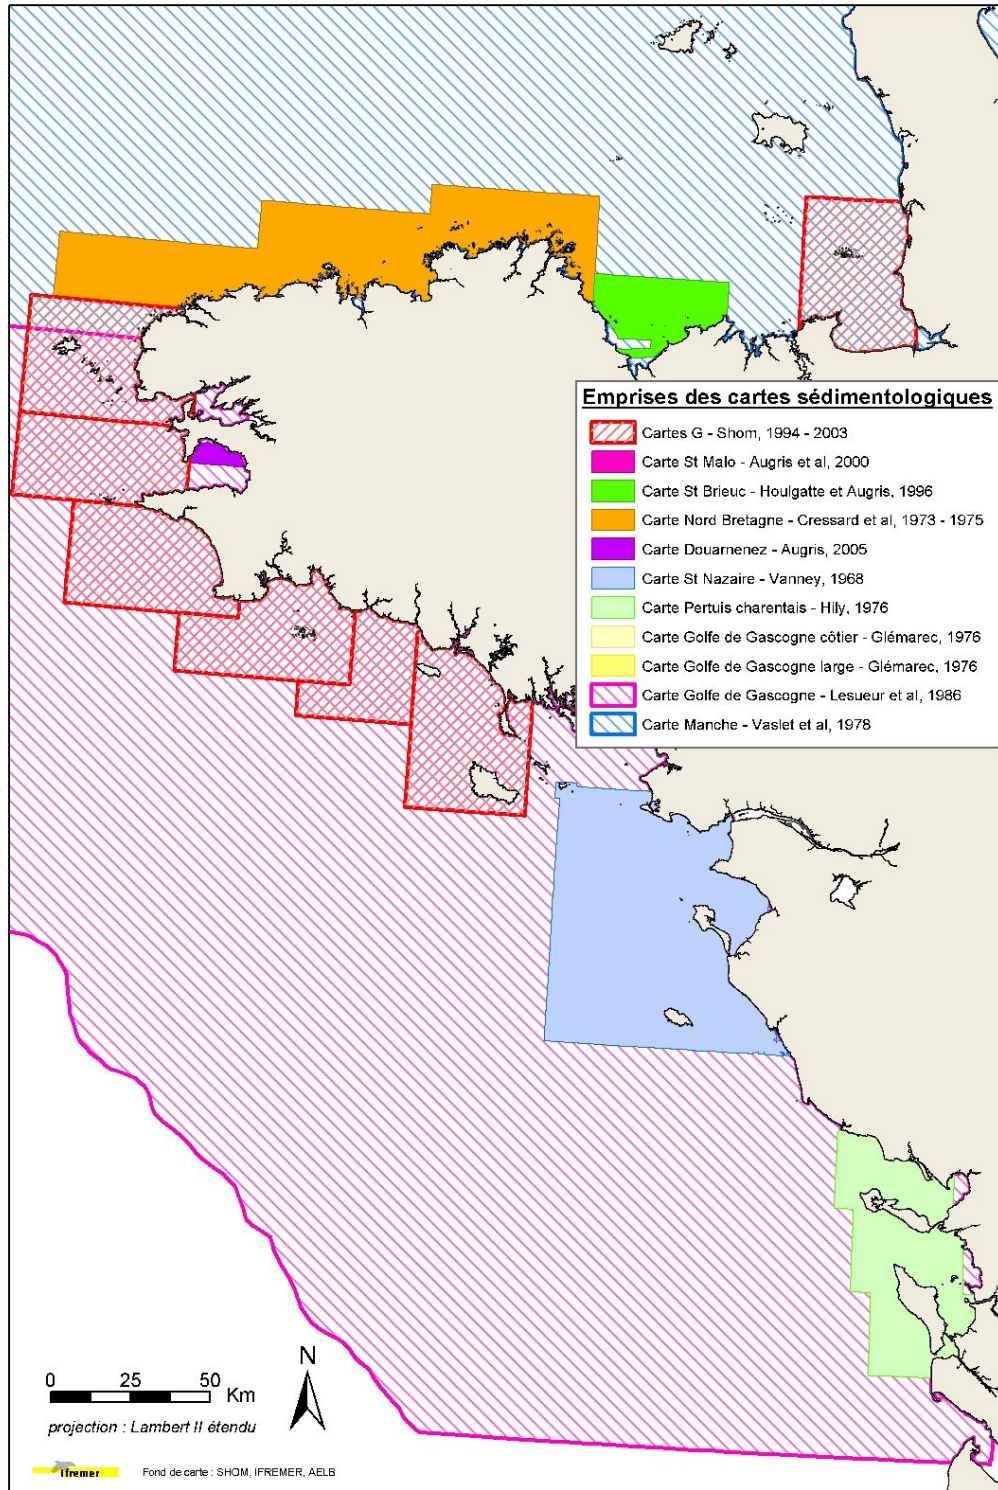 Emprises des cartes sédimentologiques
Cartes G - Shom, 1994 - 2003
Carte St Malo - Augris et al, 2000
Carte St Brieuc - Houlgatte et Augris, 1996
Carte Nord Bretagne - Cressard et al, 1973 - 1975
Carte Douarnenez - Augris, 2005
Carte St Nazaire - Vanney, 1968
Carte Pertuis charentais - Hily, 1976
Carte Golfe de Gascogne côtier - Glémarec, 1976
Carte Golfe de Gascogne large - Glémarec, 1976
Carte Golfe de Gascogne - Lesueur et al, 1986
Carte Manche - Vaslet et al, 1978
N
0 25 50 Km
projection : Lambert II étendu
Ifremer
Fond de carte : SHOM, IFREMER, AELB